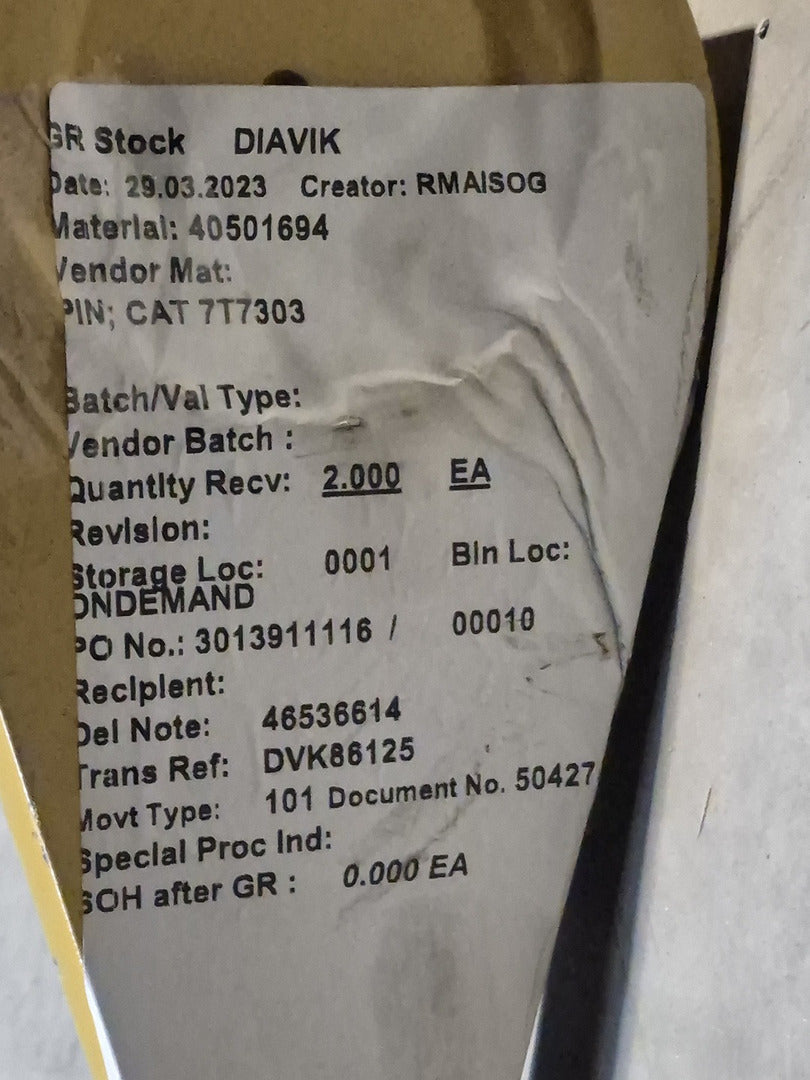 GR Stock DIAVIK
Date: 29.03.2023 Creator: RMAISOG
Material: 40501694
Vendor Mat:
PIN; CAT 7T7303
Batch/Val Type:
Vendor Batch :
Quantity Recv: 2.000 EA
Revision:
Storage Loc: 0001 Bin Loc:
ONDEMAND
PO No.: 3013911116 / 00010
Recipient:
Del Note: 46536614
Trans Ref: DVK86125
Movt Type: 101 Document No. 50427
Special Proc Ind:
SOH after GR : 0.000 EA